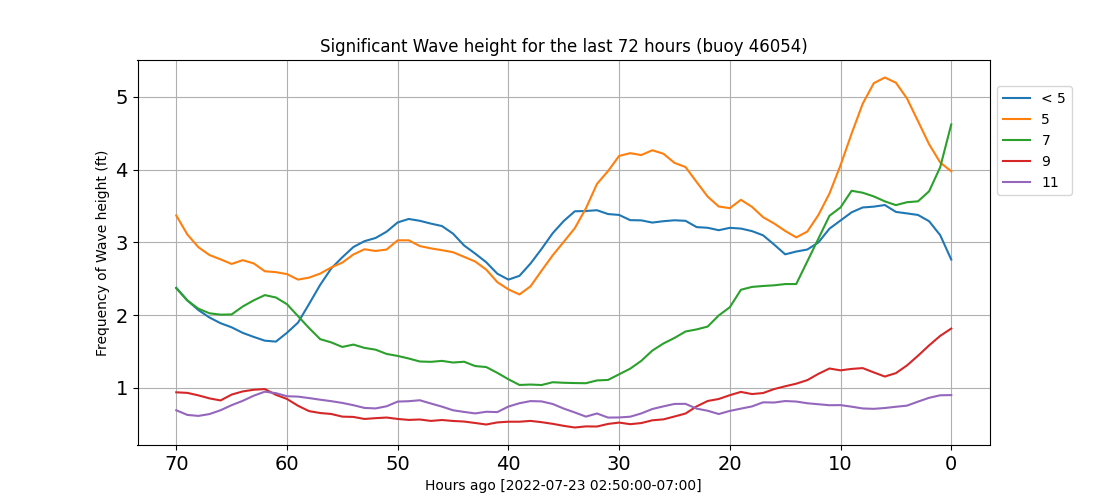 Significant Wave height for the last 72 hours (buoy 46054)
Frequency of Wave height (ft)
5
4
3
2
1
70 60 50 40 30 20 10 0
Hours ago [2022-07-23 02:50:00-07:00]
< 5
5
7
9
11